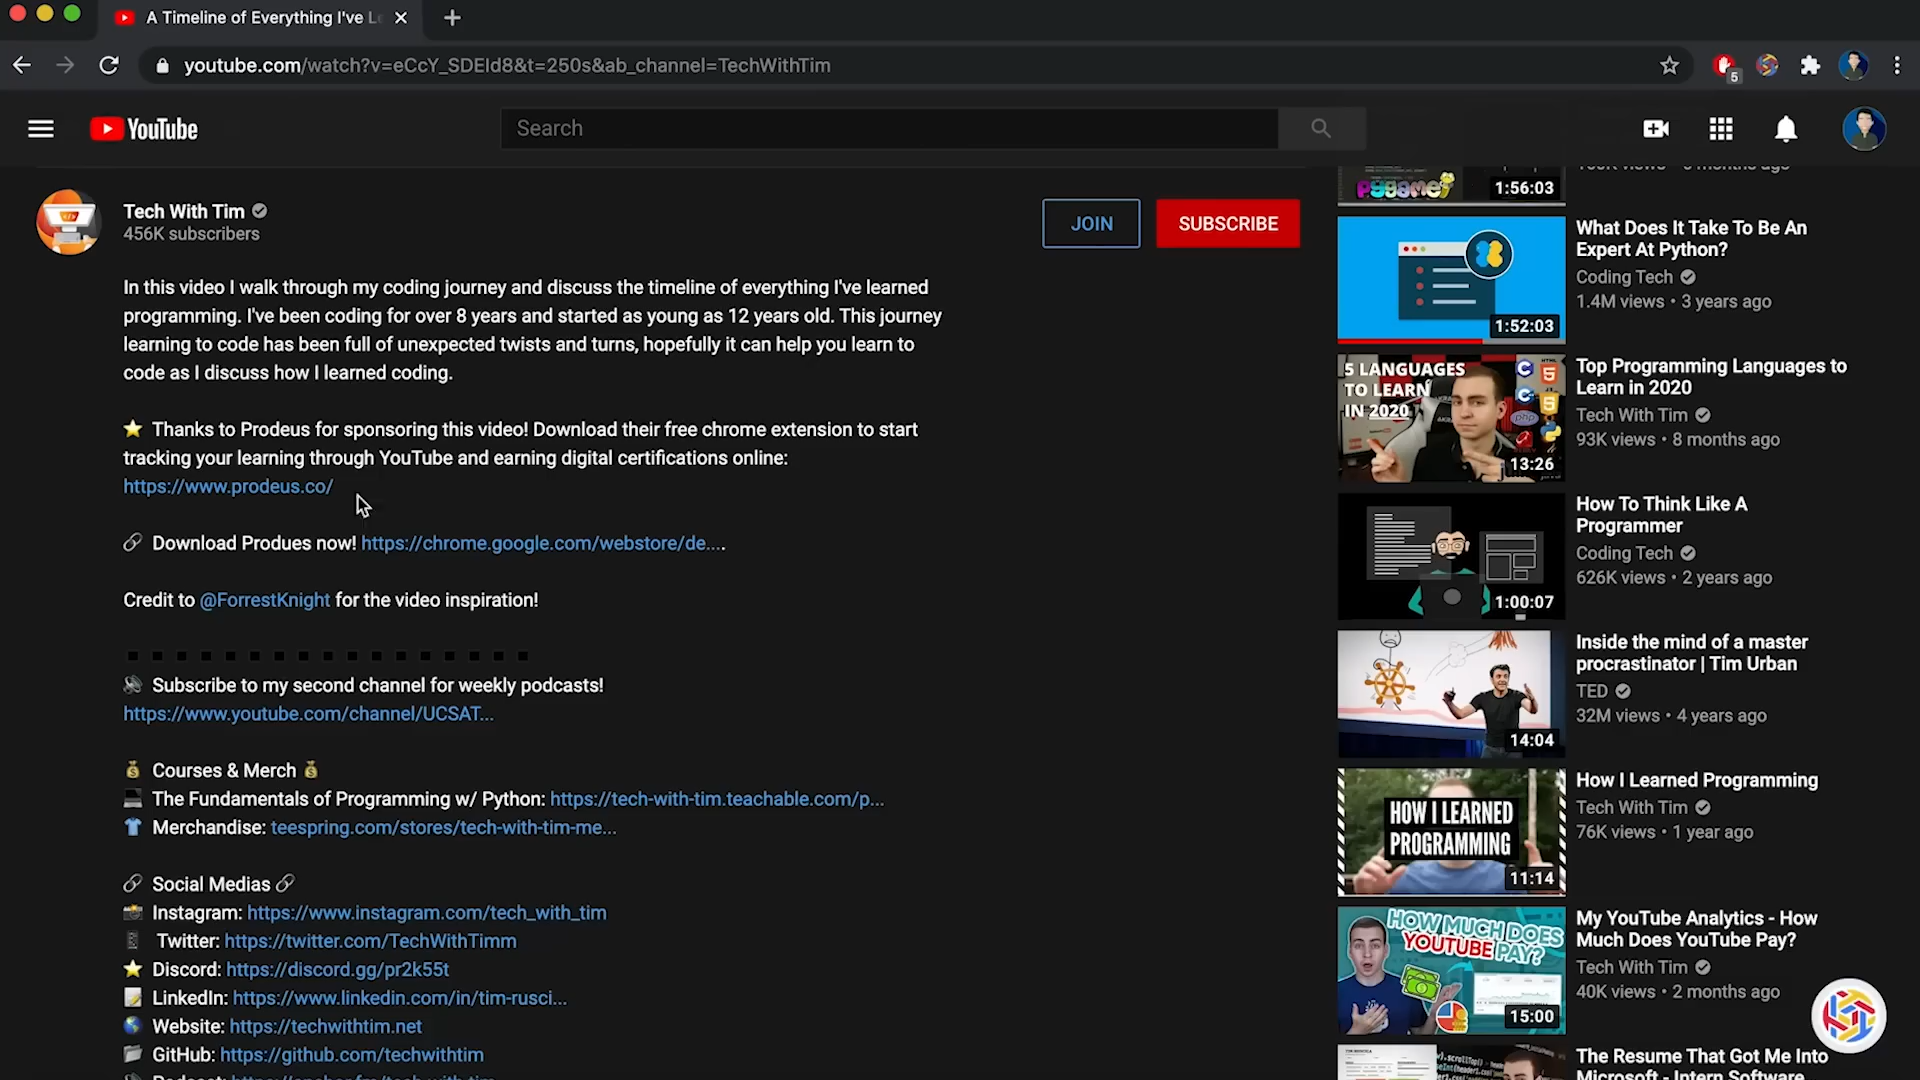 A Timeline of Everything I've Le
youtube.com/watch?v=eCcY_SDEId8&t=250s&ab_channel=TechWithTim
5
YouTube
Search
Tech With Tim
456K subscribers
JOIN
SUBSCRIBE
In this video I walk through my coding journey and discuss the timeline of everything I've learned
programming. I've been coding for over 8 years and started as young as 12 years old. This journey
learning to code has been full of unexpected twists and turns, hopefully it can help you learn to
code as I discuss how I learned coding.
⭐ Thanks to Prodeus for sponsoring this video! Download their free chrome extension to start
tracking your learning through YouTube and earning digital certifications online:
https://www.prodeus.co/
🔗 Download Produes now! https://chrome.google.com/webstore/de....
Credit to @ForrestKnight for the video inspiration!
🔊 Subscribe to my second channel for weekly podcasts!
https://www.youtube.com/channel/UCSAT...
💰 Courses & Merch 💰
💻 The Fundamentals of Programming w/ Python: https://tech-with-tim.teachable.com/p...
👕 Merchandise: teespring.com/stores/tech-with-tim-me...
🔗 Social Medias 🔗
📸 Instagram: https://www.instagram.com/tech_with_tim
📱 Twitter: https://twitter.com/TechWithTimm
⭐ Discord: https://discord.gg/pr2k55t
📝 LinkedIn: https://www.linkedin.com/in/tim-rusci...
🌎 Website: https://techwithtim.net
📂 GitHub: https://github.com/techwithtim
pygame
1:56:03
1:52:03
What Does It Take To Be An
Expert At Python?
Coding Tech
1.4M views • 3 years ago
5 LANGUAGES
TO LEARN
IN 2020
13:26
Top Programming Languages to
Learn in 2020
Tech With Tim
93K views • 8 months ago
1:00:07
How To Think Like A
Programmer
Coding Tech
626K views • 2 years ago
14:04
Inside the mind of a master
procrastinator | Tim Urban
TED
32M views • 4 years ago
HOW I LEARNED
PROGRAMMING
11:14
How I Learned Programming
Tech With Tim
76K views • 1 year ago
HOW MUCH DOES
YOUTUBE PAY?
15:00
My YouTube Analytics - How
Much Does YouTube Pay?
Tech With Tim
40K views • 2 months ago
The Resume That Got Me Into
Microsoft - Intern Software